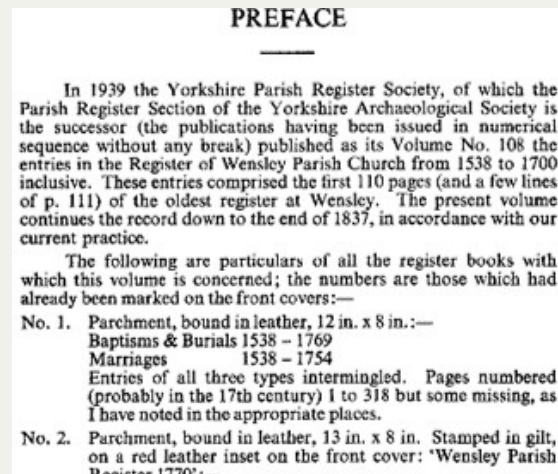 PREFACE
In 1939 the Yorkshire Parish Register Society, of which the
Parish Register Section of the Yorkshire Archaeological Society is
the successor (the publications having been issued in numerical
sequence without any break) published as its Volume No. 108 the
entries in the Register of Wensley Parish Church from 1538 to 1700
inclusive. These entries comprised the first 110 pages (and a few lines
of p. 111) of the oldest register at Wensley. The present volume
continues the record down to the end of 1837, in accordance with our
current practice.
The following are particulars of all the register books with
which this volume is concerned; the numbers are those which had
already been marked on the front covers:—
No. 1. Parchment, bound in leather, 12 in. x 8 in.:—
Baptisms & Burials 1538 – 1769
Marriages 1538 – 1754
Entries of all three types intermingled. Pages numbered
(probably in the 17th century) 1 to 318 but some missing, as
I have noted in the appropriate places.
No. 2. Parchment, bound in leather, 13 in. x 8 in. Stamped in gilt,
on a red leather inset on the front cover: 'Wensley Parish
Register 1770':—